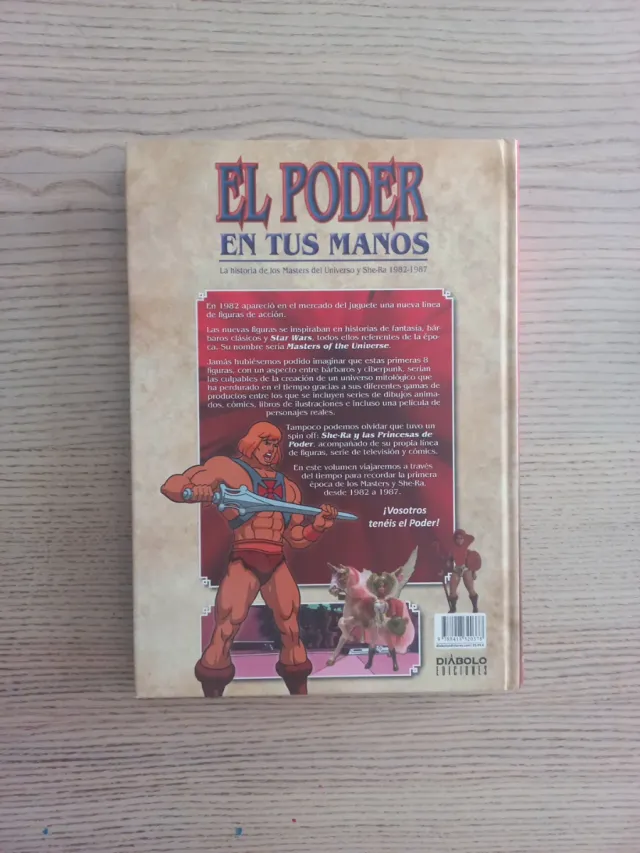 EL PODER
EN TUS MANOS
La historia de los Masters del Universo y She-Ra 1982-1987
En 1982 apareció en el mercado del juguete una nueva línea
de figuras de acción.
Las nuevas figuras se inspiraban en historias de fantasía, bár-
baros clásicos y Star Wars, todos ellos referentes de la épo-
ca. Su nombre sería Masters of the Universe.
Jamás hubiésemos podido imaginar que estas primeras 8
figuras, con un aspecto entre bárbaros y ciberpunk, serían
las culpables de la creación de un universo mitológico que
ha perdurado en el tiempo gracias a sus diferentes gamas de
productos entre los que se incluyen series de dibujos anima-
dos, cómics, libros de ilustraciones e incluso una película de
personajes reales.
Tampoco podemos olvidar que tuvo un
spin off: She-Ra y las Princesas de
Poder, acompañado de su propia línea
de figuras, serie de televisión y cómics.
En este volumen viajaremos a través
del tiempo para recordar la primera
época de los Masters y She-Ra,
desde 1982 a 1987.
¡Vosotros
tenéis el Poder!
DIÁBOLO
EDICIONES